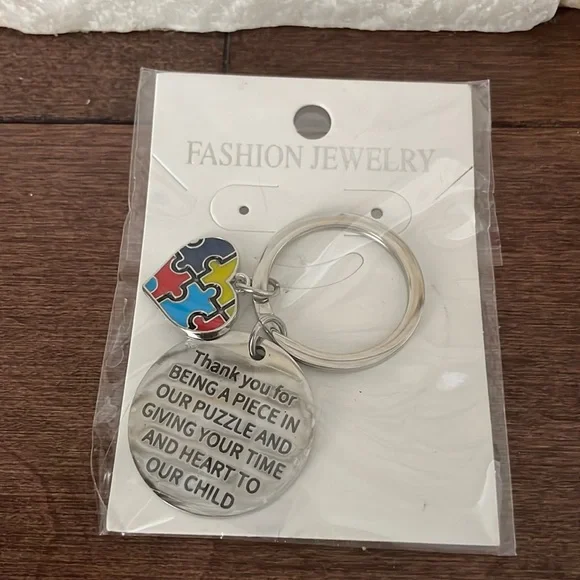 FASHION JEWELRY
Thank you for
BEING A PIECE IN
OUR PUZZLE AND
GIVING YOUR TIME
AND HEART TO
OUR CHILD